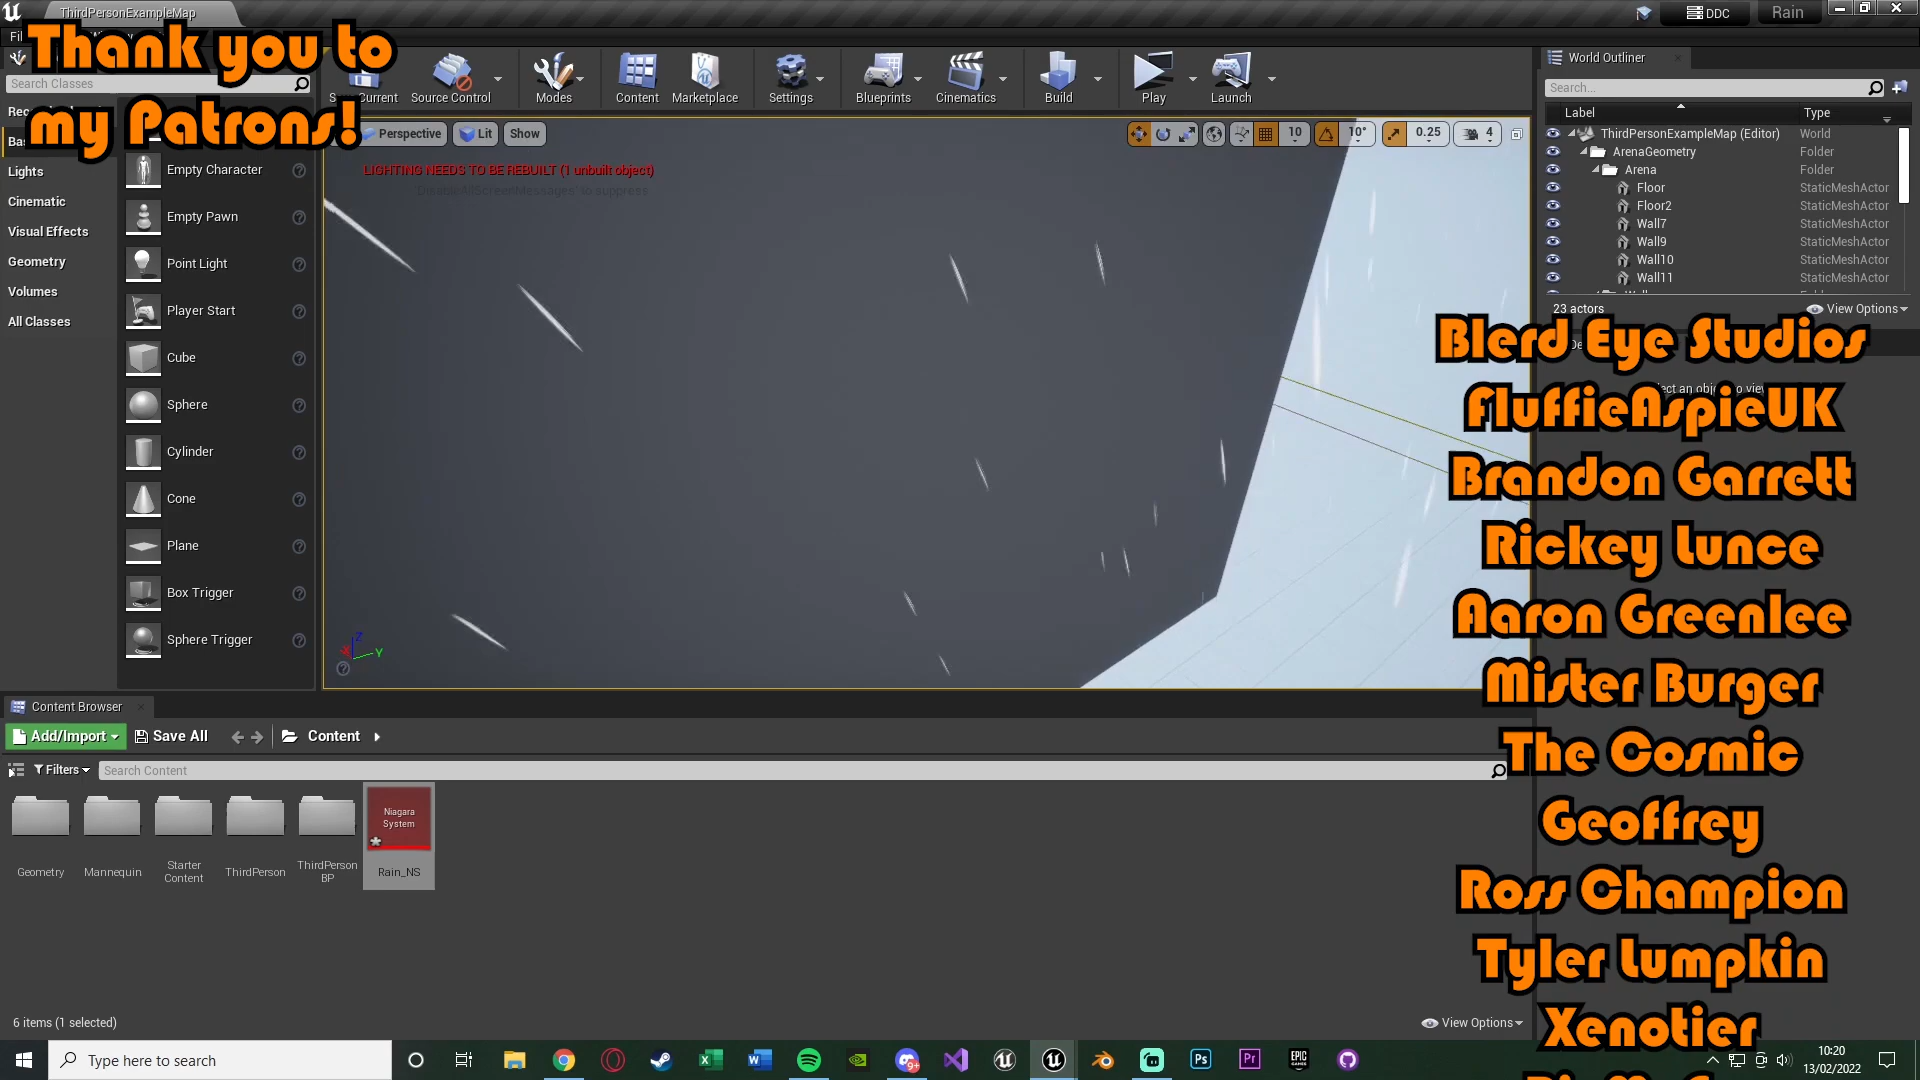 ThirdPersonExampleMap
DDC
Rain
Thank you to
my Patrons!
Search Classes
Lights
Cinematic
Visual Effects
Geometry
Volumes
All Classes
Empty Character
Empty Pawn
Point Light
Player Start
Cube
Sphere
Cylinder
Cone
Plane
Box Trigger
Sphere Trigger
Source Control
Modes
Content
Marketplace
Settings
Blueprints
Cinematics
Build
Play
Launch
Perspective
Lit
Show
10
10°
0.25
4
LIGHTING NEEDS TO BE REBUILT (1 unbuilt object)
'DisableAllScreenMessages' to suppress
X
Y
Z
World Outliner
Search...
Label Type
ThirdPersonExampleMap (Editor) World
ArenaGeometry Folder
Arena Folder
Floor StaticMeshActor
Floor2 StaticMeshActor
Wall7 StaticMeshActor
Wall9 StaticMeshActor
Wall10 StaticMeshActor
Wall11 StaticMeshActor
23 actors
View Options
Blerd Eye Studios
FluffieAspieUK
Brandon Garrett
Rickey Lunce
Aaron Greenlee
Mister Burger
The Cosmic
Geoffrey
Ross Champion
Tyler Lumpkin
Xenotier
Content Browser
Add/Import
Save All
Content
Filters
Search Content
Geometry
Mannequin
Starter
Content
ThirdPerson
ThirdPerson
BP
Niagara
System
Rain_NS
6 items (1 selected)
View Options
Type here to search
10:20
13/02/2022